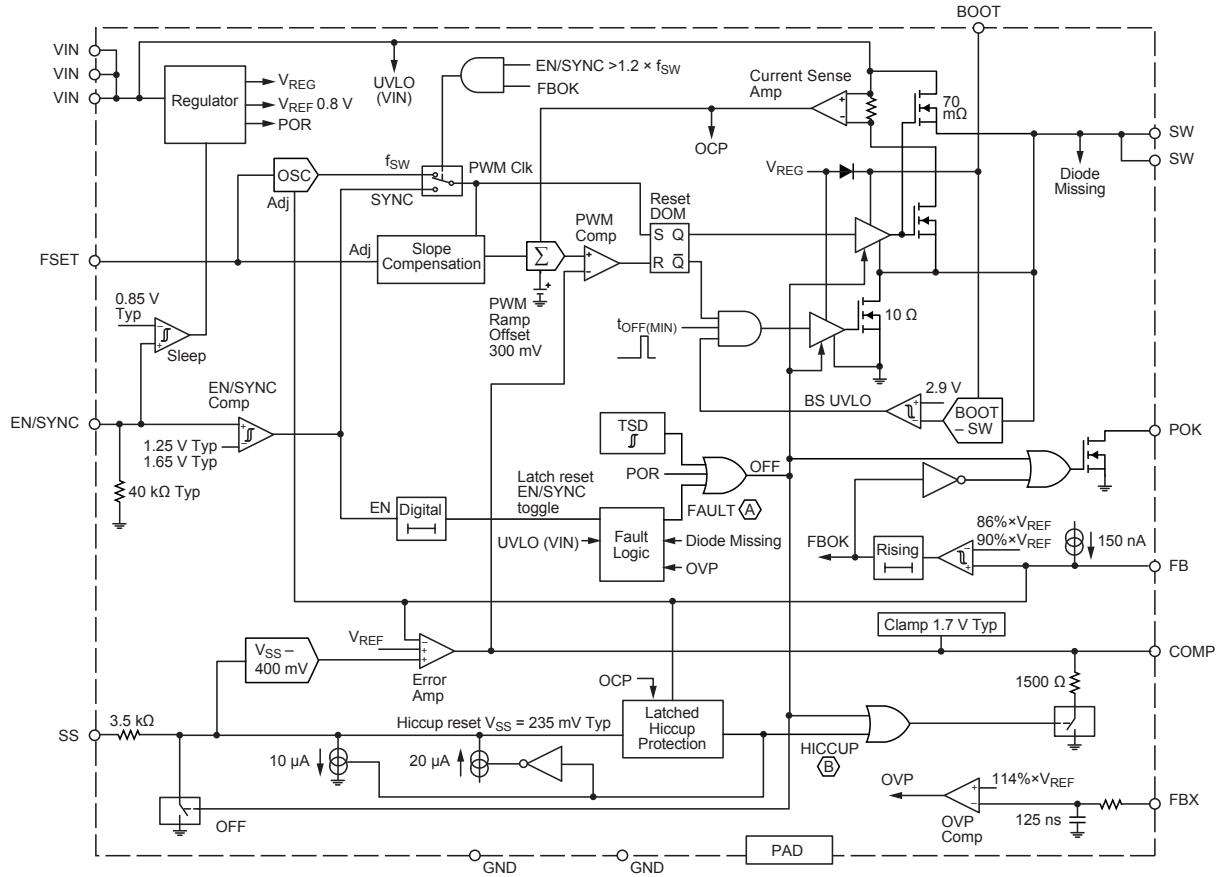 BOOT
VIN
VIN
VIN
Regulator
VREG
VREF 0.8 V
POR
UVLO
(VIN)
EN/SYNC >1.2 × fSW
FBOK
Current Sense
Amp
OCP
70
mΩ
SW
SW
Diode
Missing
VREG
fSW
PWM Clk
SYNC
OSC
Adj
FSET
Adj
Slope
Compensation
Σ
PWM
Ramp
Offset
300 mV
PWM
Comp
Reset
DOM
S Q
R Q̅
tOFF(MIN)
10 Ω
0.85 V
Typ
Sleep
EN/SYNC
Comp
EN/SYNC
1.25 V Typ
1.65 V Typ
40 kΩ Typ
BS UVLO
2.9 V
BOOT
– SW
POK
TSD
POR
OFF
FAULT A
Latch reset
EN/SYNC
toggle
EN
Digital
UVLO (VIN)
Fault
Logic
Diode Missing
OVP
FBOK
Rising
86%×VREF
90%×VREF
150 nA
FB
Clamp 1.7 V Typ
COMP
1500 Ω
VREF
VSS –
400 mV
Error
Amp
OCP
Latched
Hiccup
Protection
Hiccup reset VSS = 235 mV Typ
HICCUP
B
SS
3.5 kΩ
10 µA
20 µA
OFF
OVP
114%×VREF
OVP
Comp
125 ns
FBX
GND
GND
PAD